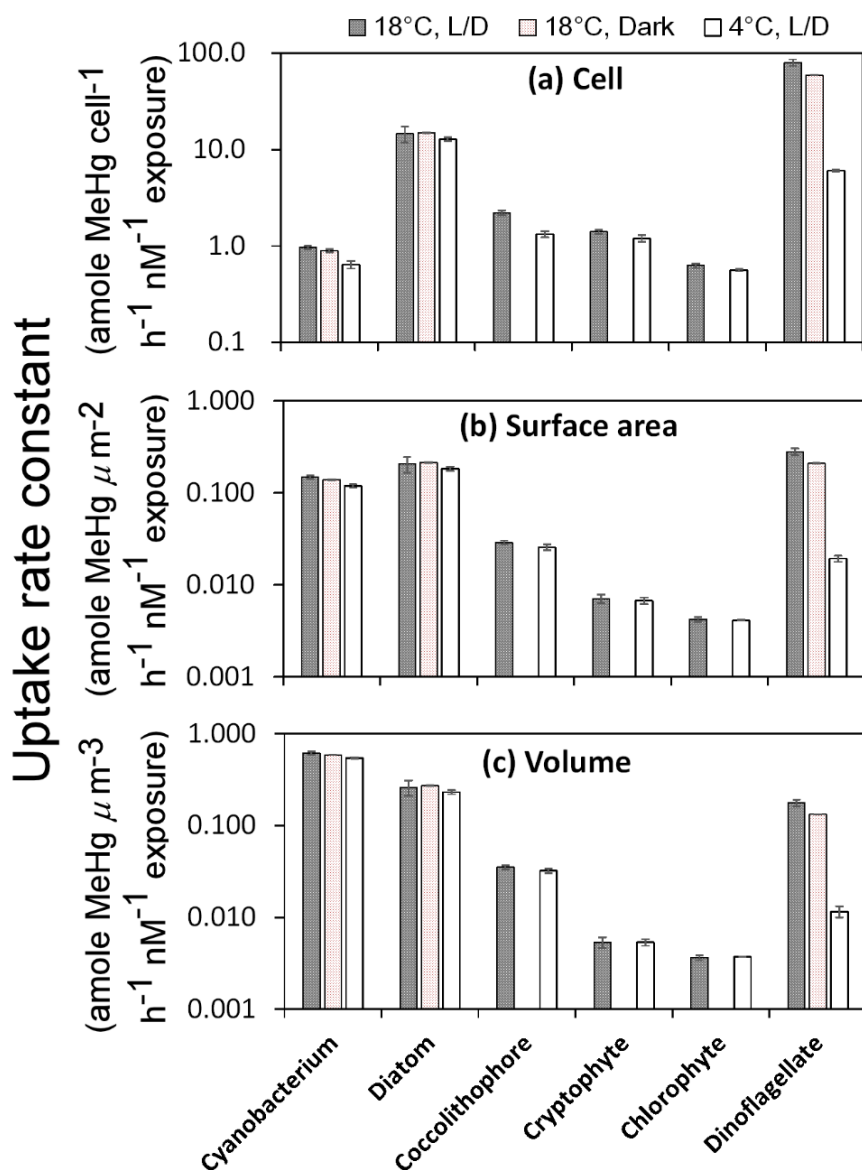 18°C, L/D 18°C, Dark 4°C, L/D
Uptake rate constant
(a) Cell
(amole MeHg cell-1
h⁻¹ nM⁻¹ exposure)
100.0
10.0
1.0
0.1
(b) Surface area
(amole MeHg μm-2
h⁻¹ nM⁻¹ exposure)
1.000
0.100
0.010
0.001
(c) Volume
(amole MeHg μm-3
h⁻¹ nM⁻¹ exposure)
1.000
0.100
0.010
0.001
Cyanobacterium
Diatom
Coccolithophore
Cryptophyte
Chlorophyte
Dinoflagellate